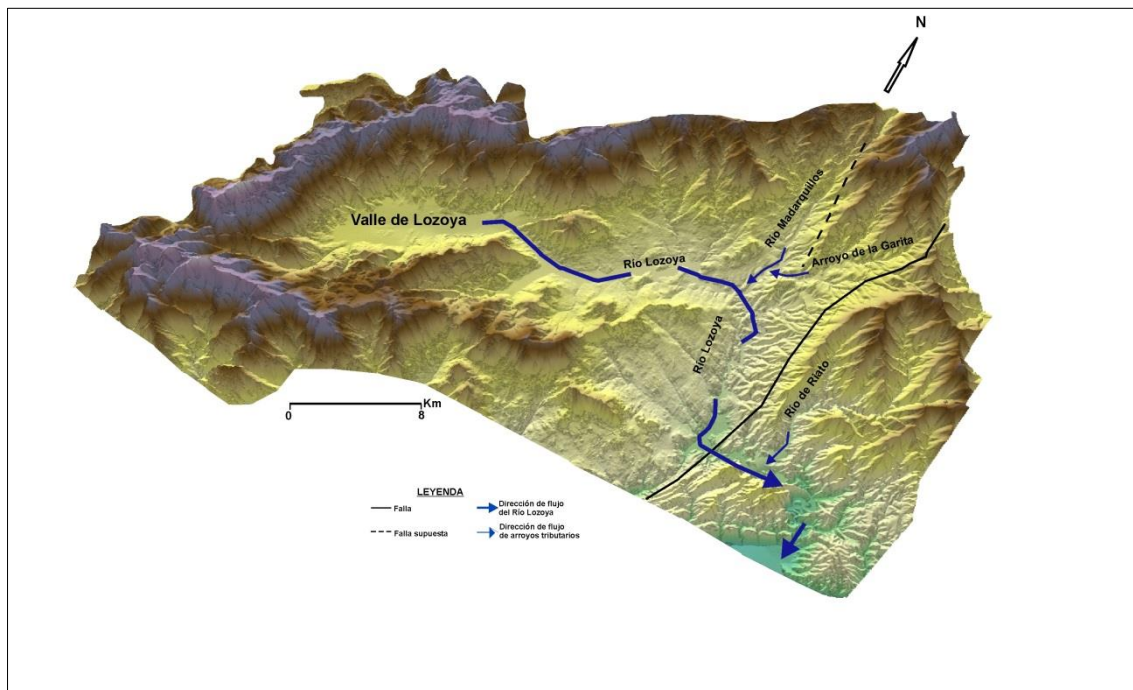 N
Río Madarquillos
Valle de Lozoya
Arroyo de la Garita
Río Lozoya
Río Lozoya
Río de Riato
Km
0
8
LEYENDA
Falla
Dirección de flujo
del Río Lozoya
Falla supuesta
Dirección de flujo
de arroyos tributarios